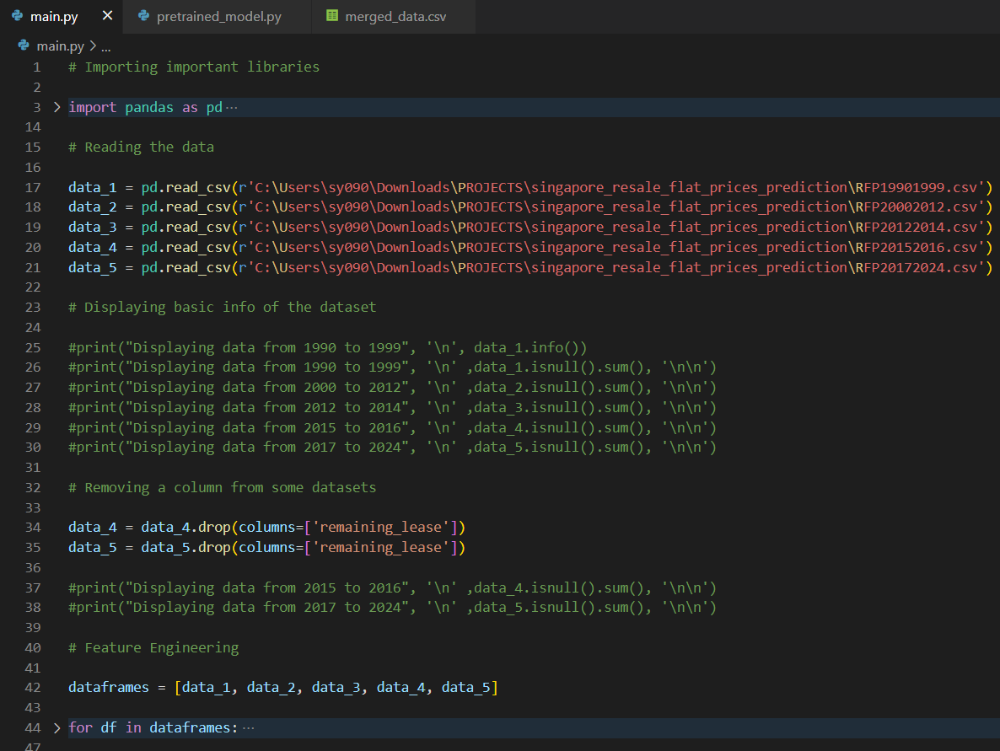 main.py × pretrained_model.py merged_data.csv
main.py > ...
1 # Importing important libraries
2
3 > import pandas as pd ···
14
15 # Reading the data
16
17 data_1 = pd.read_csv(r'C:\Users\sy090\Downloads\PROJECTS\singapore_resale_flat_prices_prediction\RFP19901999.csv')
18 data_2 = pd.read_csv(r'C:\Users\sy090\Downloads\PROJECTS\singapore_resale_flat_prices_prediction\RFP20002012.csv')
19 data_3 = pd.read_csv(r'C:\Users\sy090\Downloads\PROJECTS\singapore_resale_flat_prices_prediction\RFP20122014.csv')
20 data_4 = pd.read_csv(r'C:\Users\sy090\Downloads\PROJECTS\singapore_resale_flat_prices_prediction\RFP20152016.csv')
21 data_5 = pd.read_csv(r'C:\Users\sy090\Downloads\PROJECTS\singapore_resale_flat_prices_prediction\RFP20172024.csv')
22
23 # Displaying basic info of the dataset
24
25 #print("Displaying data from 1990 to 1999", '\n', data_1.info())
26 #print("Displaying data from 1990 to 1999", '\n' ,data_1.isnull().sum(), '\n\n')
27 #print("Displaying data from 2000 to 2012", '\n' ,data_2.isnull().sum(), '\n\n')
28 #print("Displaying data from 2012 to 2014", '\n' ,data_3.isnull().sum(), '\n\n')
29 #print("Displaying data from 2015 to 2016", '\n' ,data_4.isnull().sum(), '\n\n')
30 #print("Displaying data from 2017 to 2024", '\n' ,data_5.isnull().sum(), '\n\n')
31
32 # Removing a column from some datasets
33
34 data_4 = data_4.drop(columns=['remaining_lease'])
35 data_5 = data_5.drop(columns=['remaining_lease'])
36
37 #print("Displaying data from 2015 to 2016", '\n' ,data_4.isnull().sum(), '\n\n')
38 #print("Displaying data from 2017 to 2024", '\n' ,data_5.isnull().sum(), '\n\n')
39
40 # Feature Engineering
41
42 dataframes = [data_1, data_2, data_3, data_4, data_5]
43
44 > for df in dataframes: ···
47